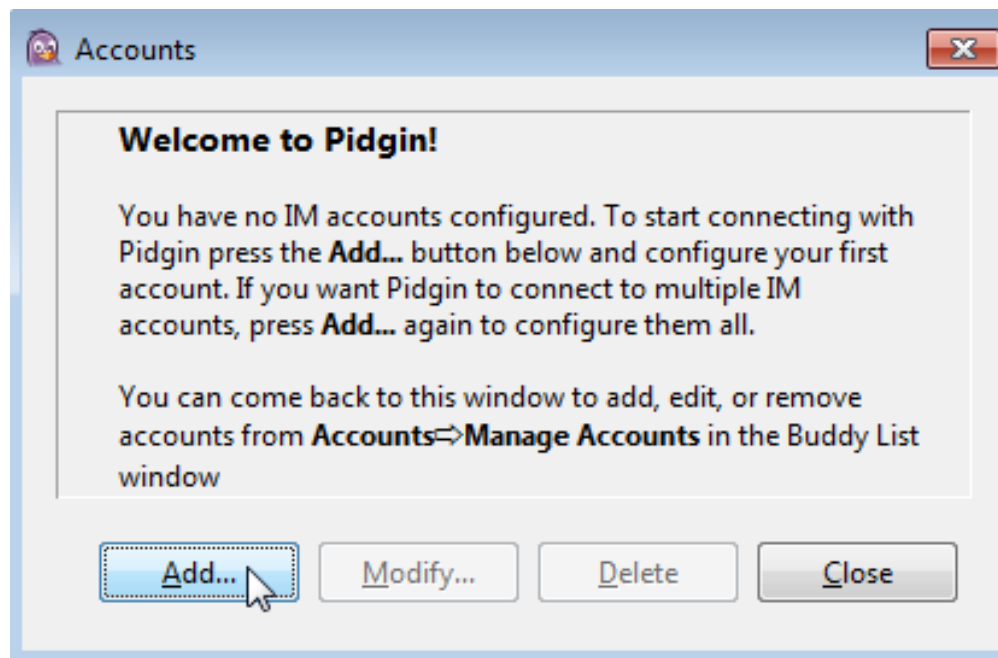 Accounts
Welcome to Pidgin!
You have no IM accounts configured. To start connecting with
Pidgin press the Add... button below and configure your first
account. If you want Pidgin to connect to multiple IM
accounts, press Add... again to configure them all.
You can come back to this window to add, edit, or remove
accounts from Accounts⇨Manage Accounts in the Buddy List
window
Add... Modify... Delete Close